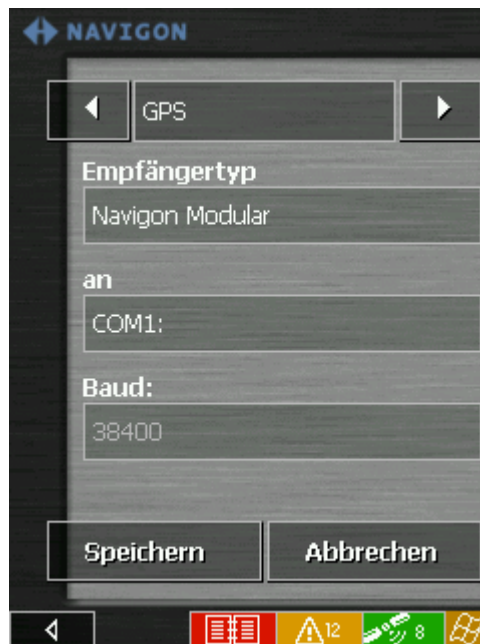 NAVIGON
GPS
Empfängertyp
Navigon Modular
an
COM1:
Baud:
38400
Speichern Abbrechen
12 8